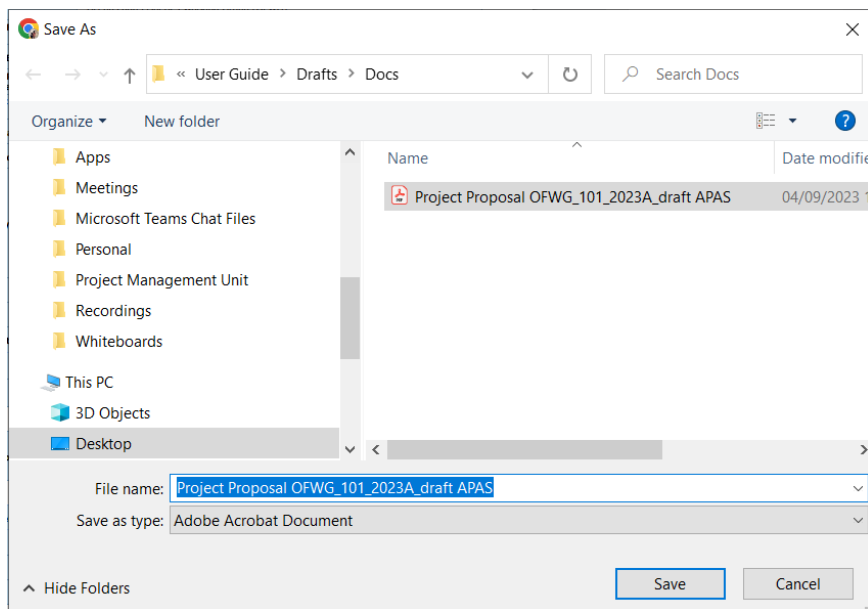 Save As
« User Guide > Drafts > Docs
Search Docs
Organize
New folder
Name
Date modifie
Apps
Meetings
Microsoft Teams Chat Files
Personal
Project Management Unit
Recordings
Whiteboards
This PC
3D Objects
Desktop
Project Proposal OFWG_101_2023A_draft APAS
04/09/2023 1
File name: Project Proposal OFWG_101_2023A_draft APAS
Save as type: Adobe Acrobat Document
Hide Folders
Save
Cancel